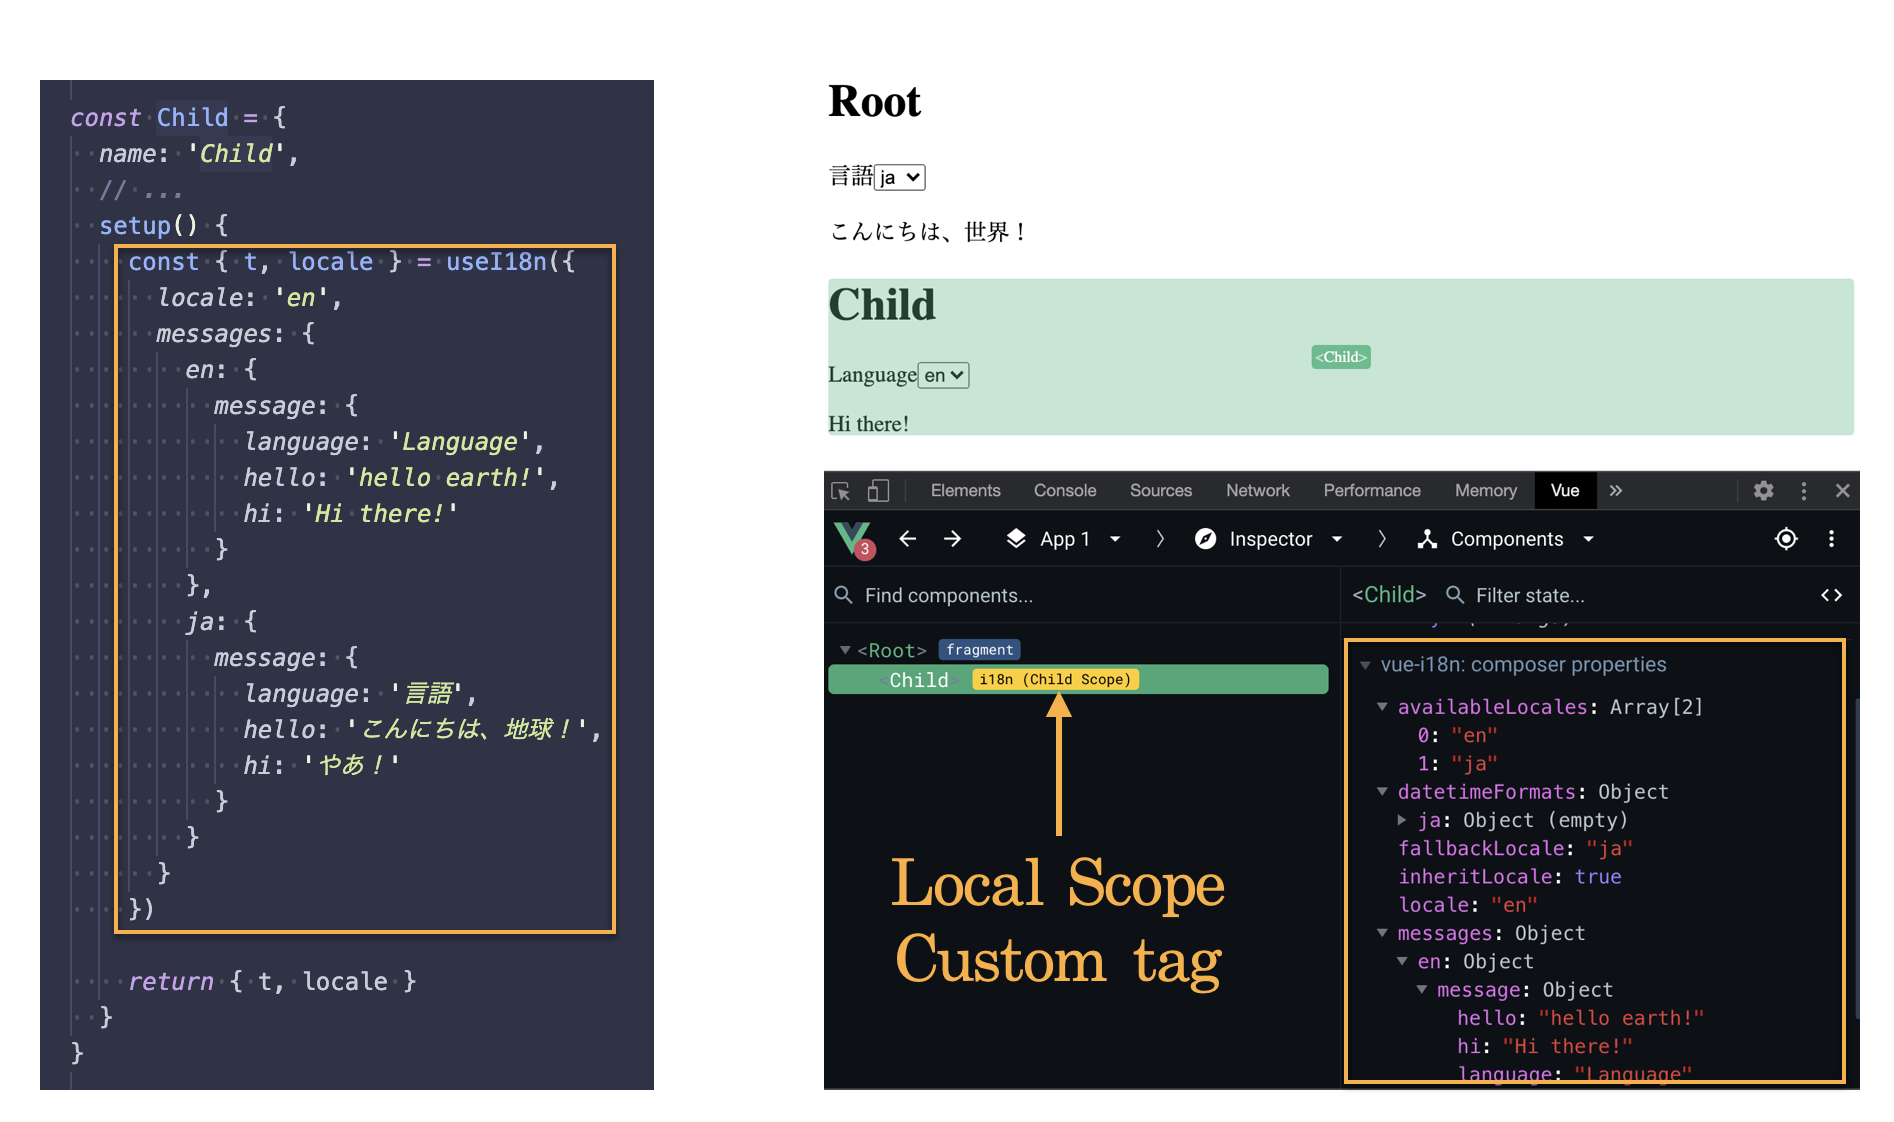 const Child = {
name: 'Child',
// ...
setup() {
const { t, locale } = useI18n({
locale: 'en',
messages: {
en: {
message: {
language: 'Language',
hello: 'hello earth!',
hi: 'Hi there!'
}
},
ja: {
message: {
language: '言語',
hello: 'こんにちは、地球！',
hi: 'やあ！'
}
}
}
})
return { t, locale }
}
}
Root
言語 ja
こんにちは、世界！
Child
<Child>
Language en
Hi there!
Elements Console Sources Network Performance Memory Vue »
3 App 1 Inspector Components
Find components...
<Child> Filter state...
<Root> fragment
<Child> i18n (Child Scope)
Local Scope
Custom tag
vue-i18n: composer properties
availableLocales: Array[2]
0: "en"
1: "ja"
datetimeFormats: Object
ja: Object (empty)
fallbackLocale: "ja"
inheritLocale: true
locale: "en"
messages: Object
en: Object
message: Object
hello: "hello earth!"
hi: "Hi there!"
language: "Language"